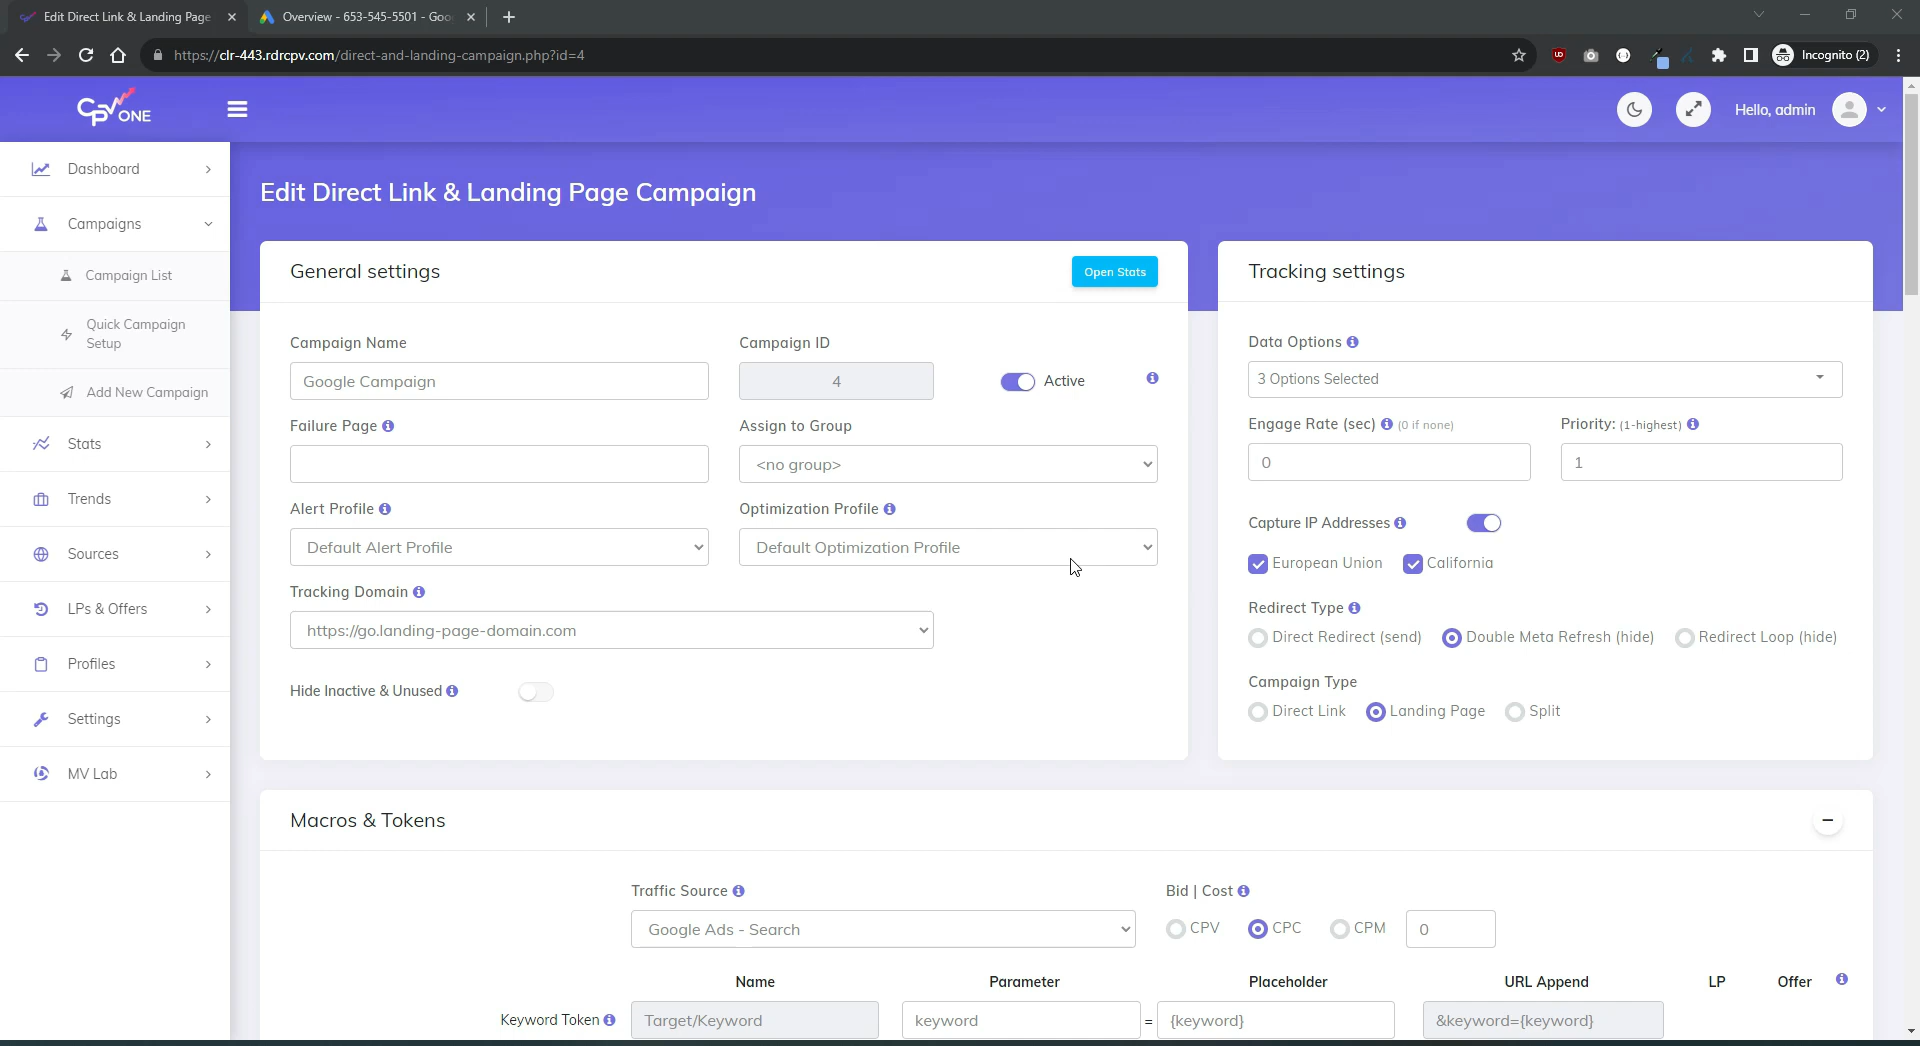 Edit Direct Link & Landing Page
Overview - 653-545-5501 - Goo
https://clr-443.rdrcpv.com/direct-and-landing-campaign.php?id=4
Incognito (2)
CPV ONE
Hello, admin
Dashboard
Campaigns
Campaign List
Quick Campaign
Setup
Add New Campaign
Stats
Trends
Sources
LPs & Offers
Profiles
Settings
MV Lab
Edit Direct Link & Landing Page Campaign
General settings
Open Stats
Campaign Name
Campaign ID
Google Campaign
4
Active
Failure Page
Assign to Group
<no group>
Alert Profile
Optimization Profile
Default Alert Profile
Default Optimization Profile
Tracking Domain
https://go.landing-page-domain.com
Hide Inactive & Unused
Tracking settings
Data Options
3 Options Selected
Engage Rate (sec) (0 if none)
Priority: (1-highest)
0
1
Capture IP Addresses
European Union
California
Redirect Type
Direct Redirect (send)
Double Meta Refresh (hide)
Redirect Loop (hide)
Campaign Type
Direct Link
Landing Page
Split
Macros & Tokens
Traffic Source
Bid | Cost
Google Ads - Search
CPV
CPC
CPM
0
Name
Parameter
Placeholder
URL Append
LP
Offer
Keyword Token
Target/Keyword
keyword
=
{keyword}
&keyword={keyword}